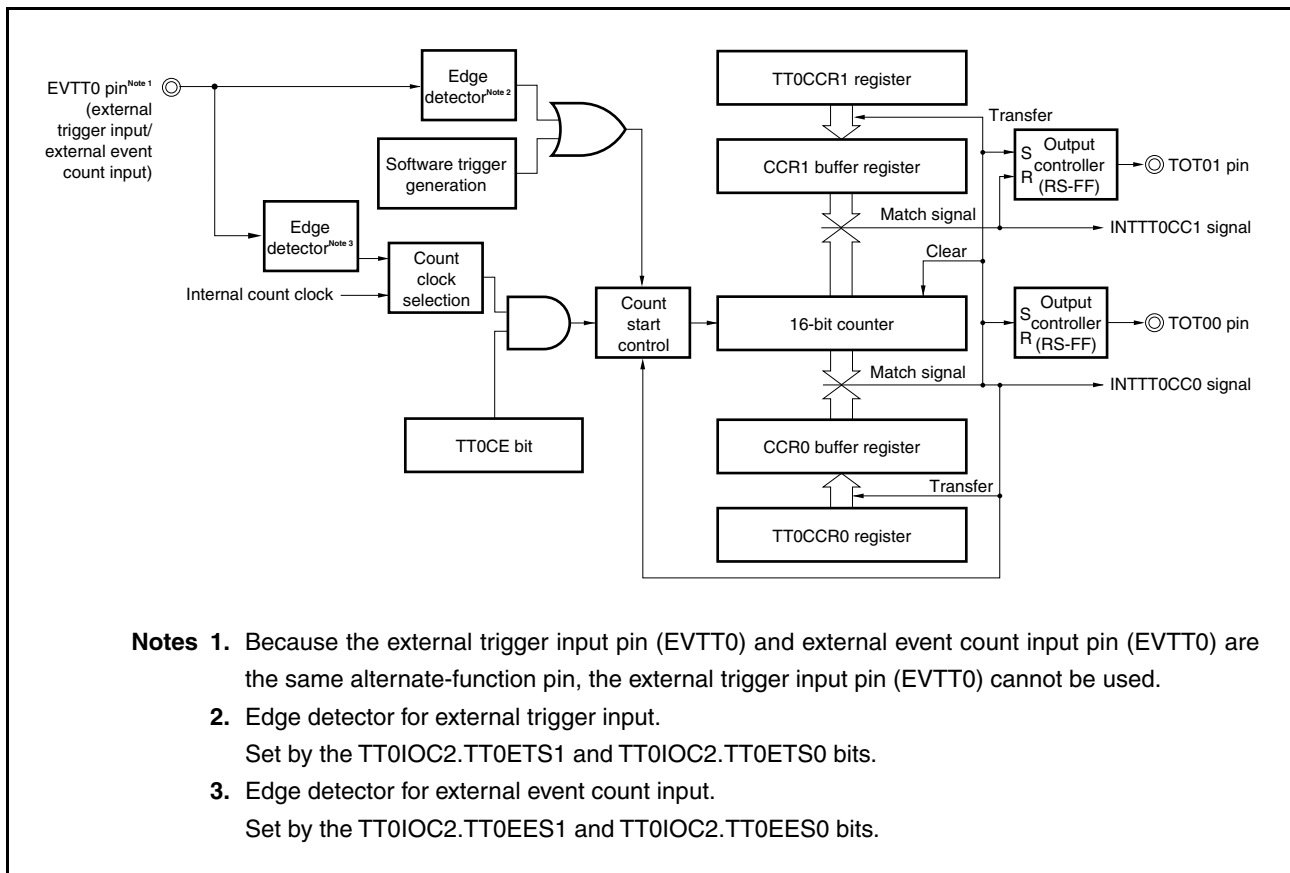 EVTT0 pinNote 1
(external
trigger input/
external event
count input)
Edge
detectorNote 2
Software trigger
generation
Edge
detectorNote 3
Internal count clock
Count
clock
selection
TT0CE bit
Count
start
control
TT0CCR1 register
Transfer
CCR1 buffer register
Match signal
S
R
Output
controller
(RS-FF)
TOT01 pin
INTTT0CC1 signal
Clear
16-bit counter
S
R
Output
controller
(RS-FF)
TOT00 pin
Match signal
INTTT0CC0 signal
CCR0 buffer register
Transfer
TT0CCR0 register
Notes 1. Because the external trigger input pin (EVTT0) and external event count input pin (EVTT0) are
the same alternate-function pin, the external trigger input pin (EVTT0) cannot be used.
2. Edge detector for external trigger input.
Set by the TT0IOC2.TT0ETS1 and TT0IOC2.TT0ETS0 bits.
3. Edge detector for external event count input.
Set by the TT0IOC2.TT0EES1 and TT0IOC2.TT0EES0 bits.